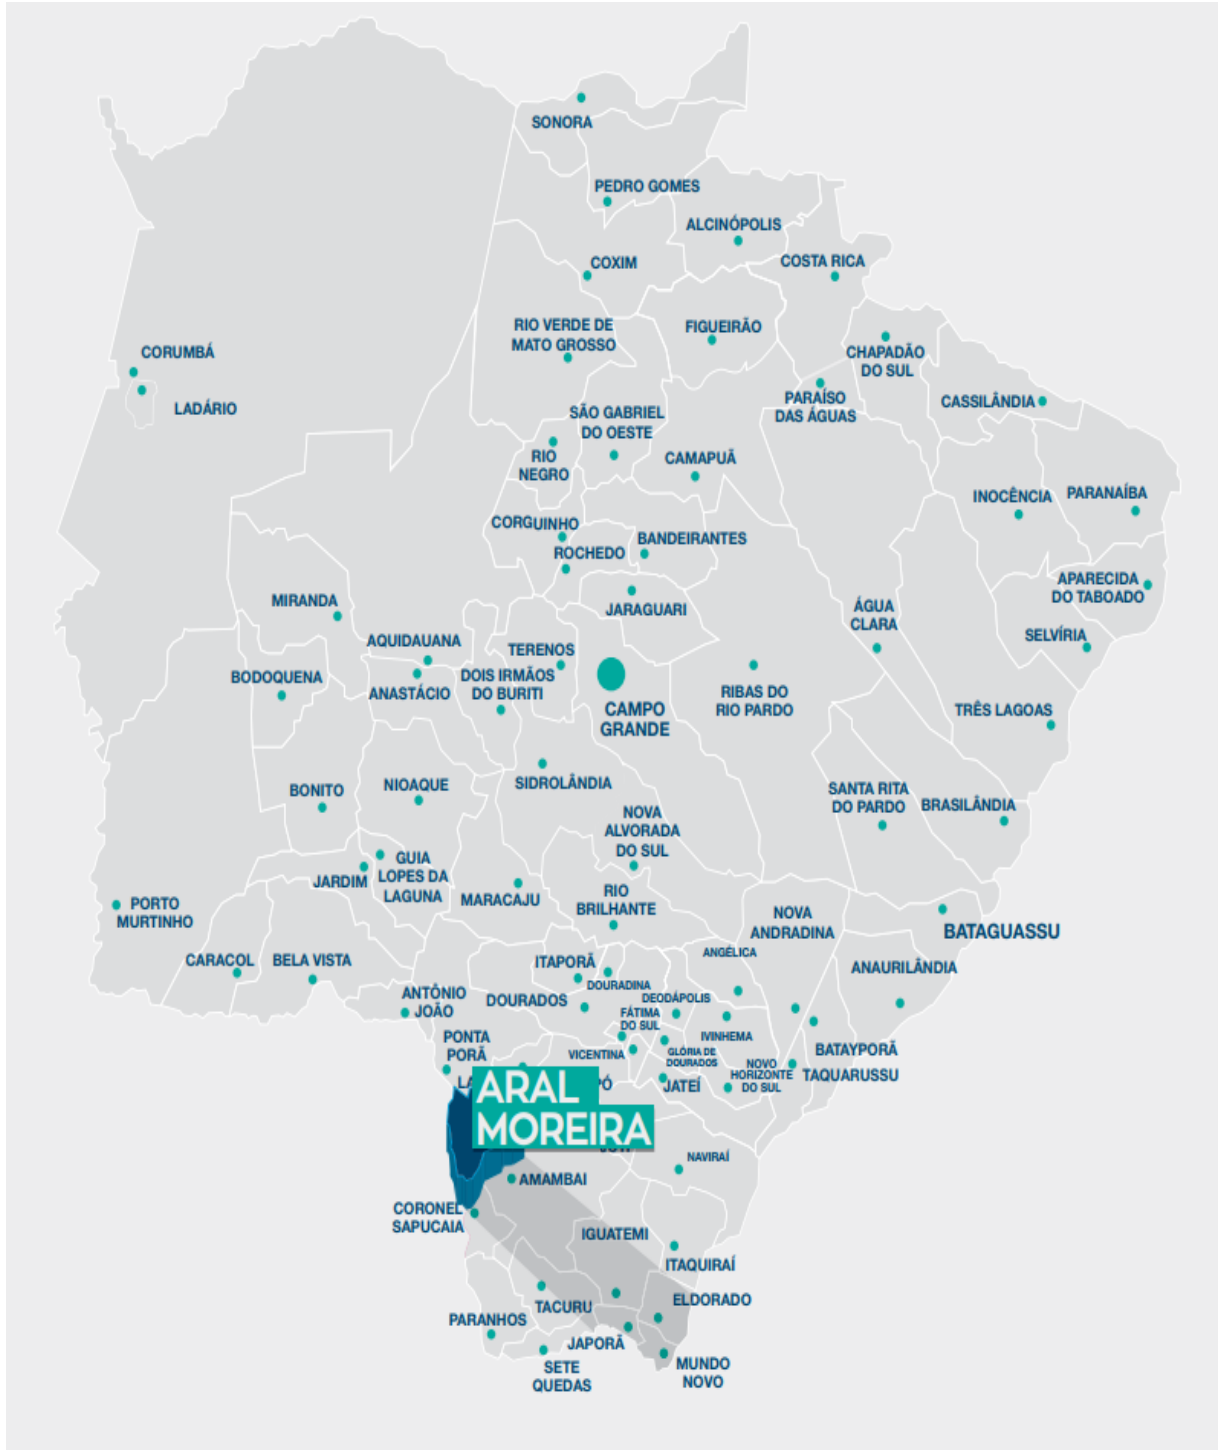 SONORA
PEDRO GOMES
ALCINÓPOLIS
COSTA RICA
COXIM
RIO VERDE DE
MATO GROSSO
FIGUEIRÃO
CHAPADÃO
DO SUL
CORUMBÁ
LADÁRIO
PARAÍSO
DAS ÁGUAS
CASSILÂNDIA
SÃO GABRIEL
DO OESTE
RIO
NEGRO
CAMAPUÃ
INOCÊNCIA
PARANAÍBA
CORGUINHO
ROCHEDO
BANDEIRANTES
APARECIDA
DO TABOADO
MIRANDA
JARAGUARI
ÁGUA
CLARA
SELVÍRIA
AQUIDAUANA
TERENOS
BODOQUENA
ANASTÁCIO
DOIS IRMÃOS
DO BURITI
CAMPO
GRANDE
RIBAS DO
RIO PARDO
TRÊS LAGOAS
BONITO
NIOAQUE
SIDROLÂNDIA
SANTA RITA
DO PARDO
BRASILÂNDIA
NOVA
ALVORADA
DO SUL
JARDIM
GUIA
LOPES DA
LAGUNA
MARACAJU
RIO
BRILHANTE
PORTO
MURTINHO
NOVA
ANDRADINA
BATAGUASSU
CARACOL
BELA VISTA
ITAPORÃ
DOURADINA
ANGÉLICA
ANAURILÂNDIA
ANTÔNIO
JOÃO
DOURADOS
DEODÁPOLIS
FÁTIMA
DO SUL
IVINHEMA
PONTA
PORÃ
VICENTINA
GLÓRIA DE
DOURADOS
NOVO
HORIZONTE
DO SUL
BATAYPORÃ
TAQUARUSSU
JATEÍ
ARAL
MOREIRA
NAVIRAÍ
AMAMBAI
CORONEL
SAPUCAIA
IGUATEMI
ITAQUIRAÍ
TACURU
ELDORADO
PARANHOS
JAPORÃ
SETE
QUEDAS
MUNDO
NOVO